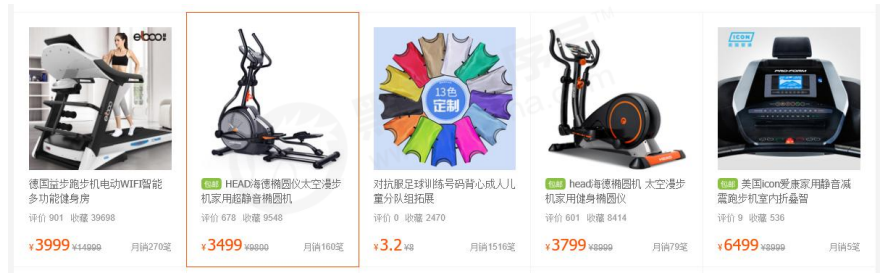 eiboo
ICON
爱康家用
PRO-FORM
13色
定制
德国益步跑步机电动WIFI智能
多功能健身房
评价 901 收藏 39698
¥3999 ¥14999 月销270笔
包邮 HEAD海德椭圆仪太空漫步
机家用超静音椭圆机
评价 678 收藏 9548
¥3499 ¥9800 月销160笔
对抗服足球训练号码背心成人儿
童分队组拓展
评价 0 收藏 2470
¥3.2 ¥8 月销1516笔
包邮 head海德椭圆机 太空漫步
机家用健身椭圆仪
评价 601 收藏 8414
¥3799 ¥8999 月销79笔
包邮 美国icon爱康家用静音减
震跑步机室内折叠智
评价 9 收藏 536
¥6499 ¥8999 月销5笔